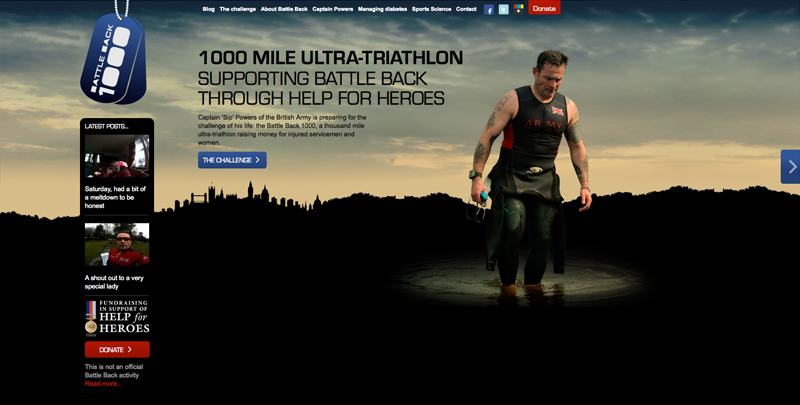 Blog The challenge About Battle Back Captain Powers Managing diabetes Sports Science Contact Donate
BATTLE BACK
1000
1000 MILE ULTRA-TRIATHLON
SUPPORTING BATTLE BACK
THROUGH HELP FOR HEROES
Captain 'Sip' Powers of the British Army is preparing for the
challenge of his life: the Battle Back 1000, a thousand mile
ultra-triathlon raising money for injured servicemen and
women.
THE CHALLENGE
ARMY
LATEST POSTS...
Saturday, had a bit of
a meltdown to be
honest
A shout out to a very
special lady
FUNDRAISING
IN SUPPORT OF
HELP for
HEROES
DONATE
This is not an official
Battle Back activity
Read more...